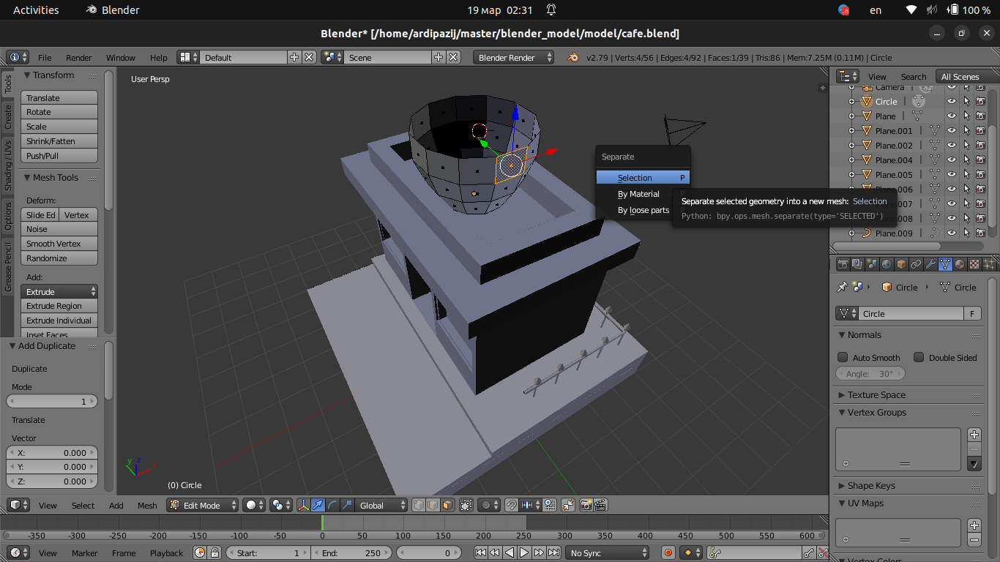 Activities Blender 19 мар 02:31 en 100 %
Blender* [/home/ardipazij/master/blender_model/model/cafe.blend]
File Render Window Help Default Scene Blender Render v2.79 | Verts:4/56 | Edges:4/92 | Faces:1/39 | Tris:86 | Mem:7.25M (0.11M) | Circle
Tools
Create
Shading / UVs
Options
Grease Pencil
Transform
Translate
Rotate
Scale
Shrink/Fatten
Push/Pull
Mesh Tools
Deform:
Slide Ed Vertex
Noise
Smooth Vertex
Randomize
Add:
Extrude
Extrude Region
Extrude Individual
Inset Faces
Add Duplicate
Duplicate
Mode
1
Translate
Vector
X: 0.000
Y: 0.000
Z: 0.000
User Persp
Separate
Selection P
By Material P
By loose parts P
Separate selected geometry into a new mesh: Selection
Python: bpy.ops.mesh.separate(type='SELECTED')
y z x
(0) Circle
View Search All Scenes
Camera
Circle
Plane
Plane.001
Plane.002
Plane.004
Plane.005
Plane.006
Plane.007
Plane.008
Plane.009
Circle Circle
Circle F
Normals
Auto Smooth Double Sided
Angle: 30°
Texture Space
Vertex Groups
Shape Keys
UV Maps
Vertex Colors
View Select Add Mesh Edit Mode Global
-350 -300 -250 -200 -150 -100 -50 0 50 100 150 200 250 300 350 400 450 500 550 600
View Marker Frame Playback Start: 1 End: 250 0 No Sync